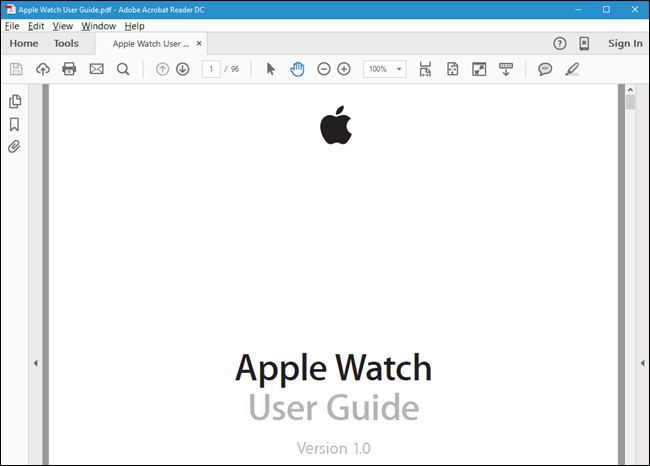 Apple Watch User Guide.pdf - Adobe Acrobat Reader DC
File Edit View Window Help
Home Tools Apple Watch User ... × ? Sign In
1 / 96 100%
Apple Watch
User Guide
Version 1.0